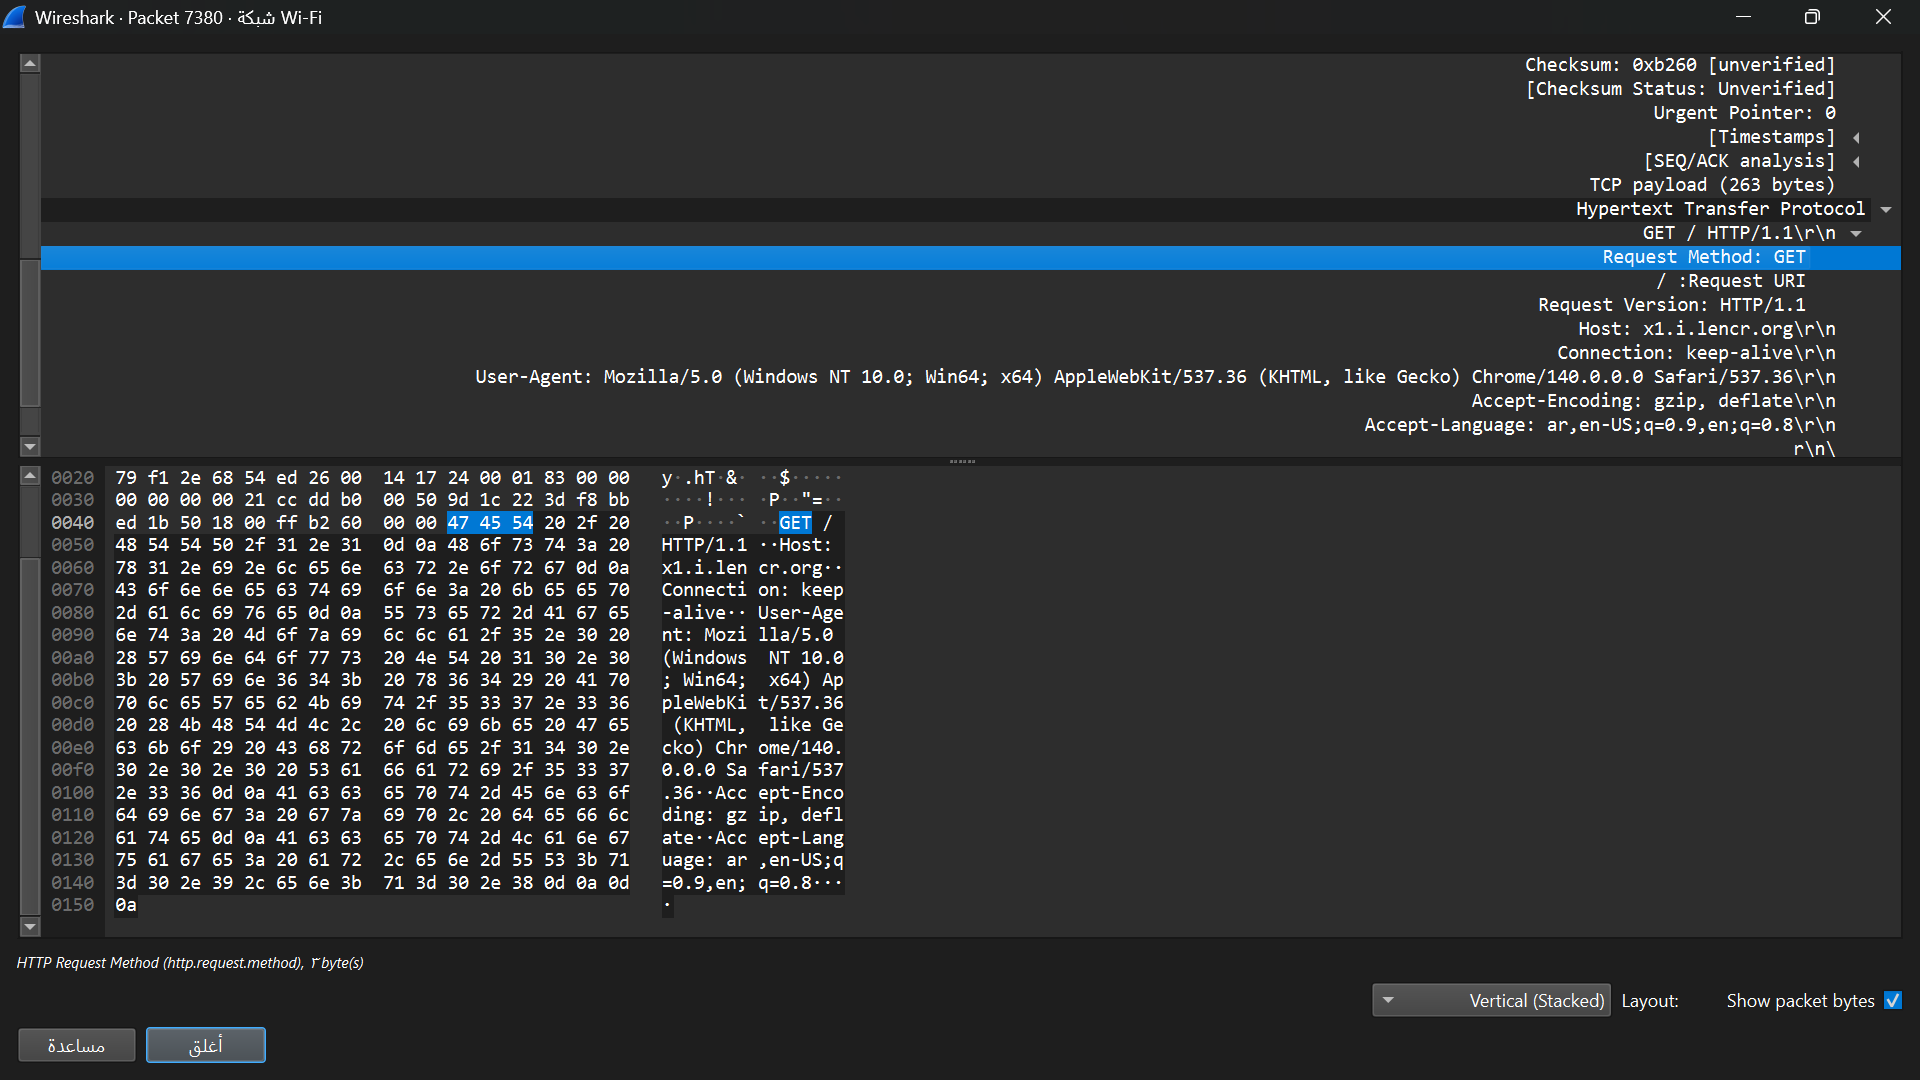 Wireshark · Packet 7380 · شبكة Wi-Fi
Checksum: 0xb260 [unverified]
[Checksum Status: Unverified]
Urgent Pointer: 0
[Timestamps]
[SEQ/ACK analysis]
TCP payload (263 bytes)
Hypertext Transfer Protocol
GET / HTTP/1.1\r\n
Request Method: GET
/ :Request URI
Request Version: HTTP/1.1
Host: x1.i.lencr.org\r\n
Connection: keep-alive\r\n
User-Agent: Mozilla/5.0 (Windows NT 10.0; Win64; x64) AppleWebKit/537.36 (KHTML, like Gecko) Chrome/140.0.0.0 Safari/537.36\r\n
Accept-Encoding: gzip, deflate\r\n
Accept-Language: ar,en-US;q=0.9,en;q=0.8\r\n
r\n\
0020 79 f1 2e 68 54 ed 26 00 14 17 24 00 01 83 00 00 y·.hT·&· ··$·····
0030 00 00 00 00 21 cc dd b0 00 50 9d 1c 22 3d f8 bb ····!··· ·P··"=··
0040 ed 1b 50 18 00 ff b2 60 00 00 47 45 54 20 2f 20 ··P····` ··GET /
0050 48 54 54 50 2f 31 2e 31 0d 0a 48 6f 73 74 3a 20 HTTP/1.1 ··Host:
0060 78 31 2e 69 2e 6c 65 6e 63 72 2e 6f 72 67 0d 0a x1.i.len cr.org··
0070 43 6f 6e 6e 65 63 74 69 6f 6e 3a 20 6b 65 65 70 Connecti on: keep
0080 2d 61 6c 69 76 65 0d 0a 55 73 65 72 2d 41 67 65 -alive·· User-Age
0090 6e 74 3a 20 4d 6f 7a 69 6c 6c 61 2f 35 2e 30 20 nt: Mozi lla/5.0
00a0 28 57 69 6e 64 6f 77 73 20 4e 54 20 31 30 2e 30 (Windows NT 10.0
00b0 3b 20 57 69 6e 36 34 3b 20 78 36 34 29 20 41 70 ; Win64; x64) Ap
00c0 70 6c 65 57 65 62 4b 69 74 2f 35 33 37 2e 33 36 pleWebKi t/537.36
00d0 20 28 4b 48 54 4d 4c 2c 20 6c 69 6b 65 20 47 65 (KHTML, like Ge
00e0 63 6b 6f 29 20 43 68 72 6f 6d 65 2f 31 34 30 2e cko) Chr ome/140.
00f0 30 2e 30 2e 30 20 53 61 66 61 72 69 2f 35 33 37 0.0.0 Sa fari/537
0100 2e 33 36 0d 0a 41 63 63 65 70 74 2d 45 6e 63 6f .36··Acc ept-Enco
0110 64 69 6e 67 3a 20 67 7a 69 70 2c 20 64 65 66 6c ding: gz ip, defl
0120 61 74 65 0d 0a 41 63 63 65 70 74 2d 4c 61 6e 67 ate··Acc ept-Lang
0130 75 61 67 65 3a 20 61 72 2c 65 6e 2d 55 53 3b 71 uage: ar ,en-US;q
0140 3d 30 2e 39 2c 65 6e 3b 71 3d 30 2e 38 0d 0a 0d =0.9,en; q=0.8···
0150 0a ·
HTTP Request Method (http.request.method), ٣ byte(s)
Vertical (Stacked) Layout: Show packet bytes
مساعدة أغلق